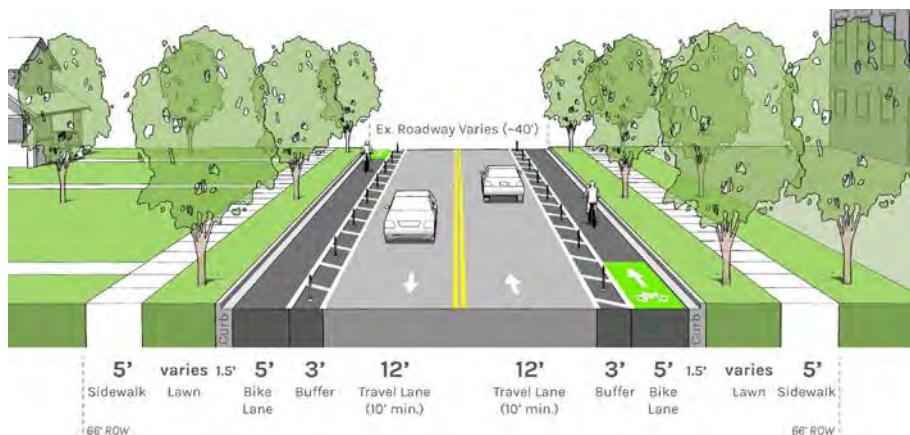 Ex. Roadway Varies (~40')
Curb
Curb
5' varies 1.5' 5' 3' 12' 12' 3' 5' 1.5' varies 5'
Sidewalk Lawn Bike Buffer Travel Lane Travel Lane Buffer Bike Lawn Sidewalk
Lane (10' min.) (10' min.) Lane
66' ROW 66' ROW